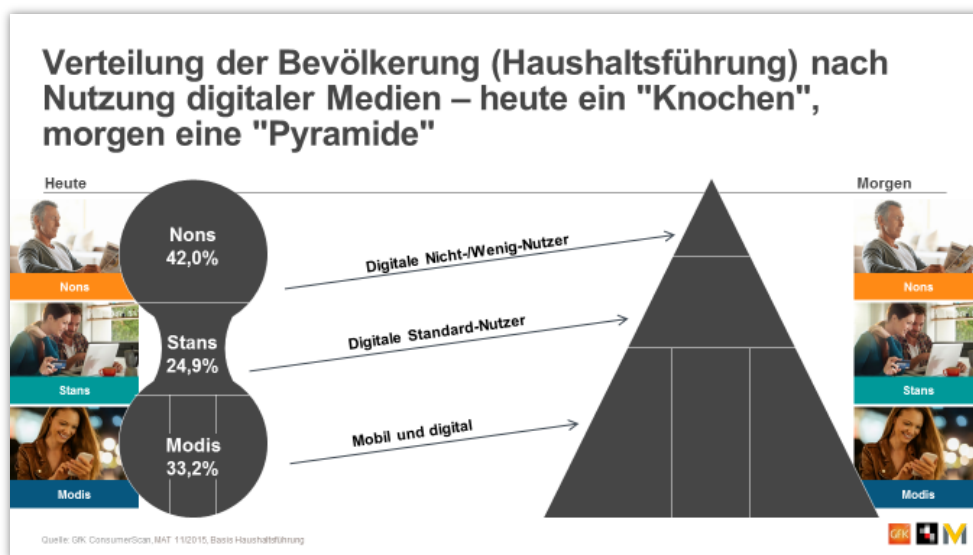 Verteilung der Bevölkerung (Haushaltsführung) nach
Nutzung digitaler Medien – heute ein "Knochen",
morgen eine "Pyramide"
Heute
Morgen
Nons
42,0%
Stans
24,9%
Modis
33,2%
Nons
Stans
Modis
Digitale Nicht-/Wenig-Nutzer
Digitale Standard-Nutzer
Mobil und digital
Nons
Stans
Modis
Quelle: GfK ConsumerScan, MAT 11/2015, Basis Haushaltsführung
GfK